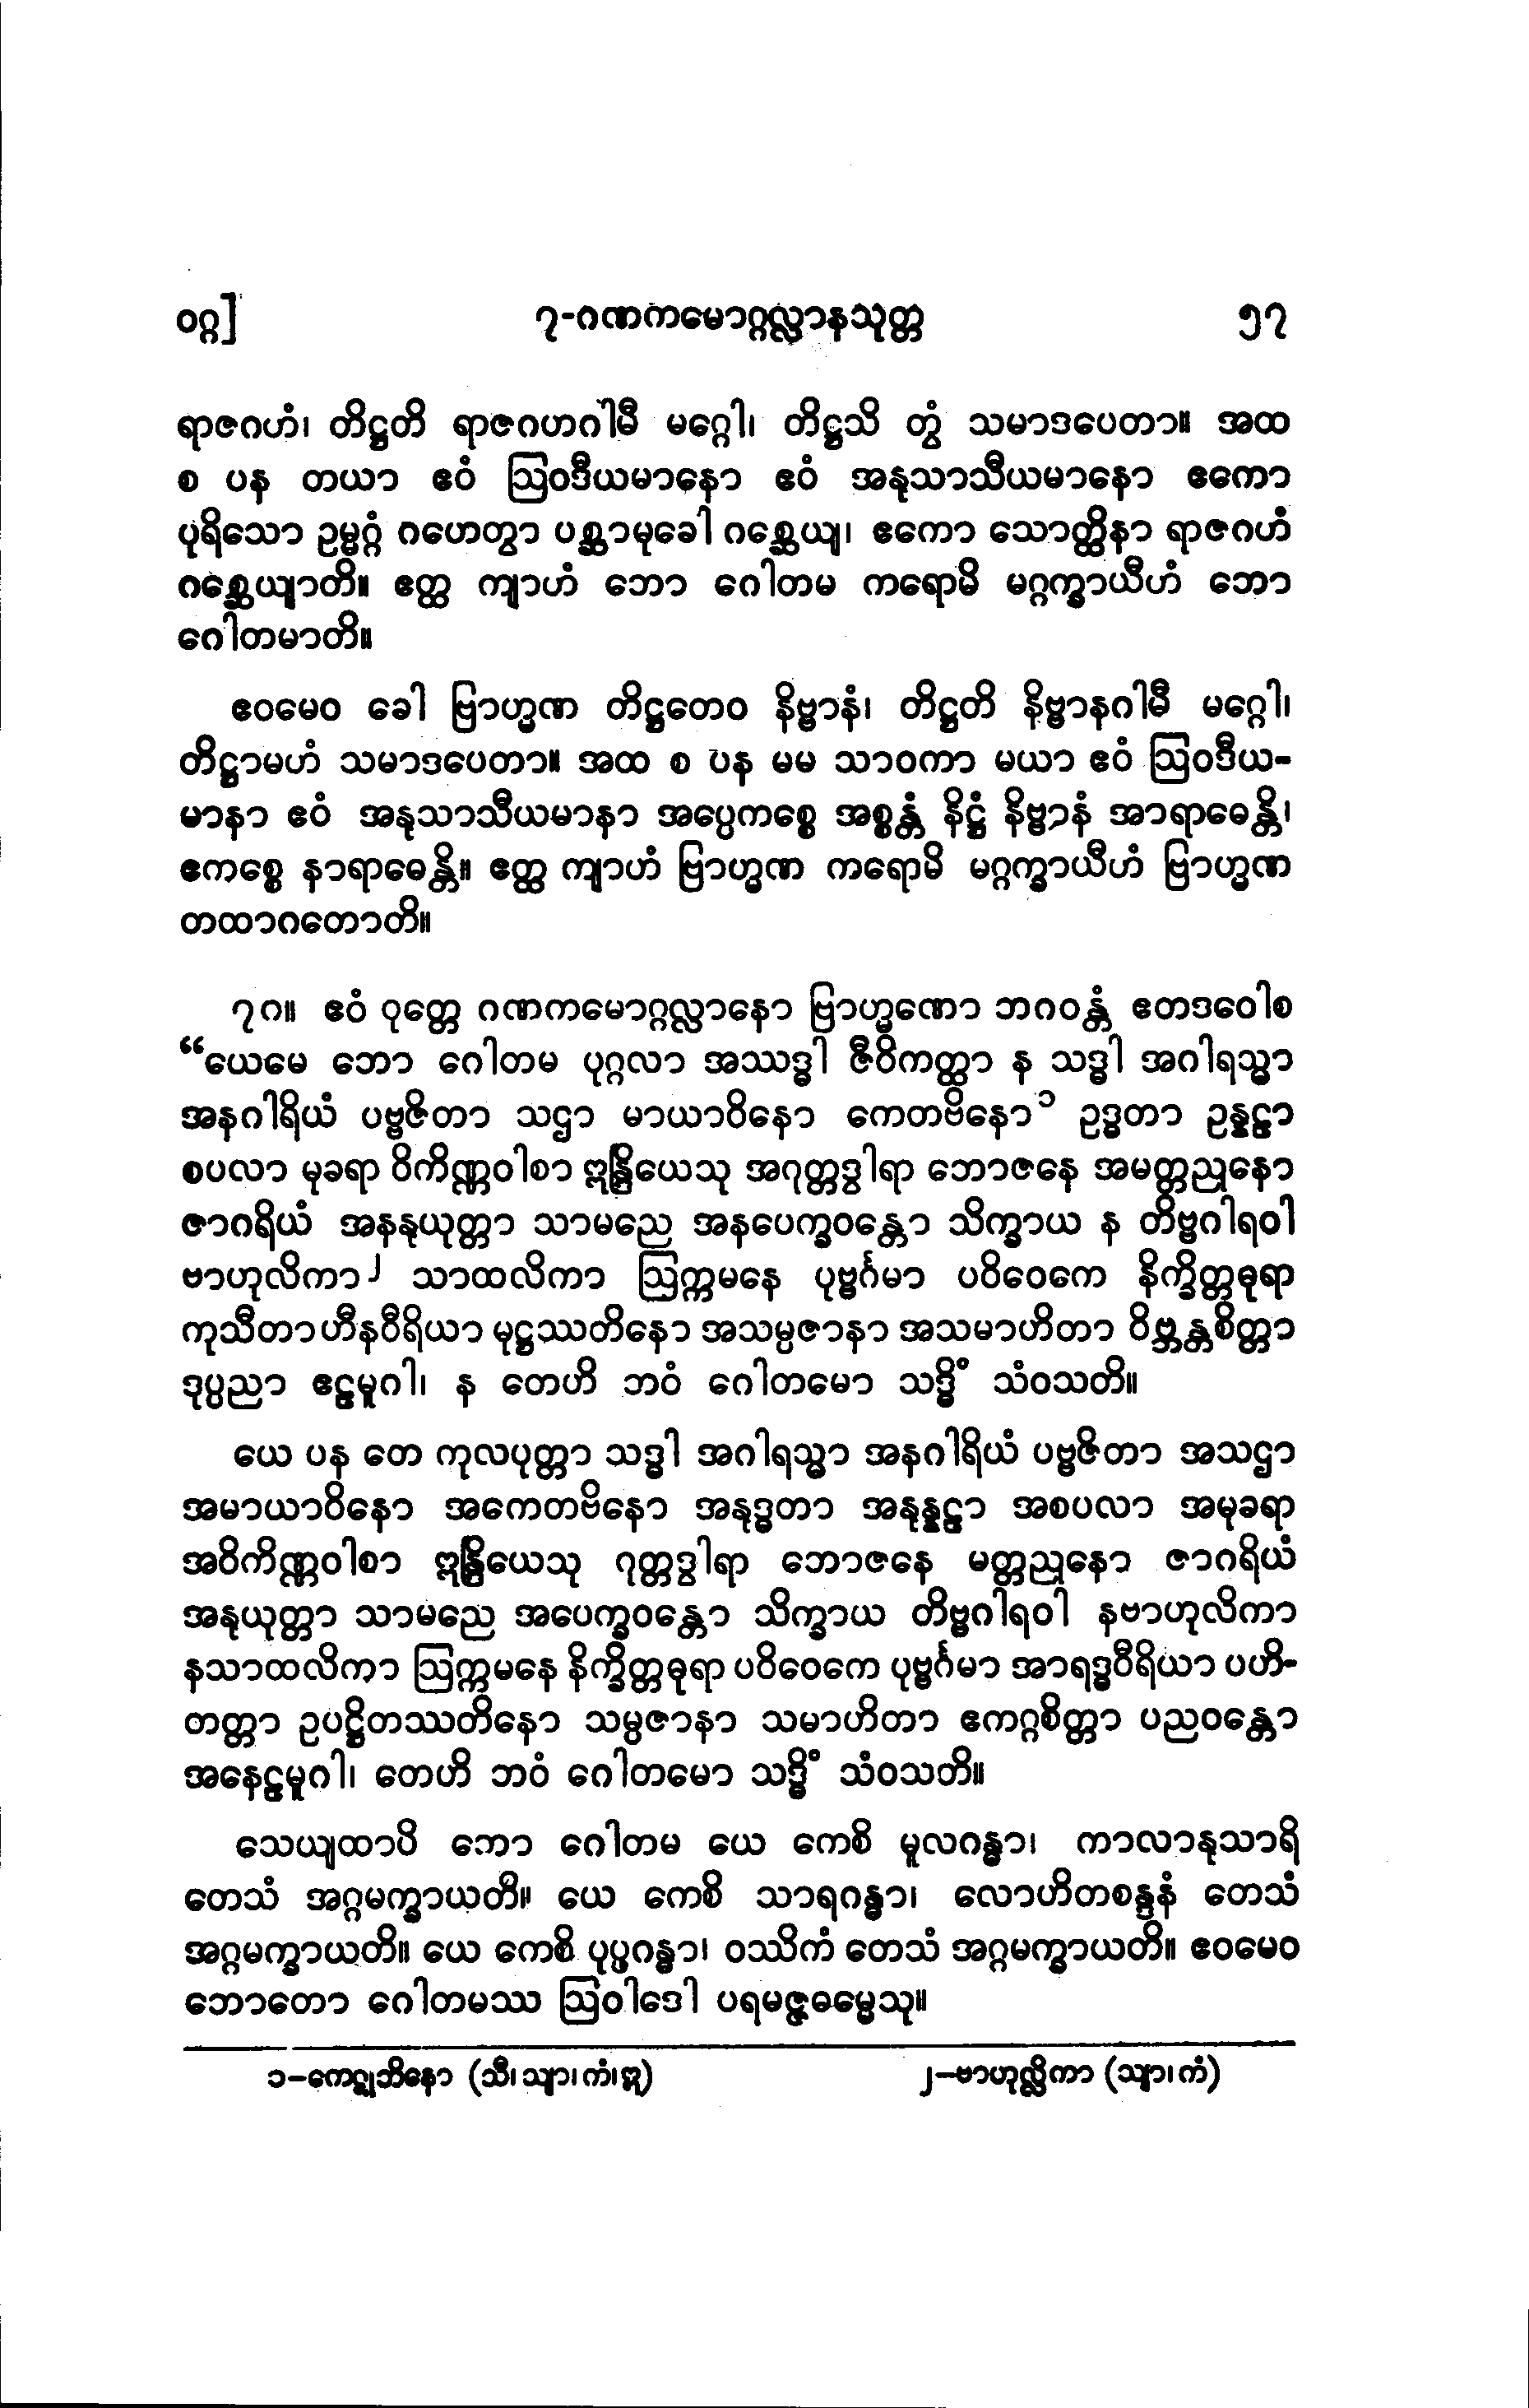 ဝဂ္ဂ] ၇-ဂဏကမောဂ္ဂလ္လာနသုတ္တ ၅၇
ရာဇဂဟံ၊ တိဋ္ဌတိ ရာဇဂဟဂါမီ မဂ္ဂေါ၊ တိဋ္ဌသိ တွံ သမာဒပေတာ။ အထ
စ ပန တယာ ဧဝံ ဩဝဒီယမာနော ဧဝံ အနုသာသီယမာနော ဧကော
ပုရိသော ဥမ္မဂ္ဂံ ဂဟေတွာ ပစ္ဆာမုခေါ ဂစ္ဆေယျ၊ ဧကော သောတ္ထိနာ ရာဇဂဟံ
ဂစ္ဆေယျာတိ။ ဧတ္ထ ကျာဟံ ဘော ဂေါတမ ကရောမိ မဂ္ဂက္ခာယီဟံ ဘော
ဂေါတမာတိ။
ဧဝမေဝ ခေါ ဗြာဟ္မဏ တိဋ္ဌတေဝ နိဗ္ဗာနံ၊ တိဋ္ဌတိ နိဗ္ဗာနဂါမီ မဂ္ဂေါ၊
တိဋ္ဌာမဟံ သမာဒပေတာ။ အထ စ ပန မမ သာဝကာ မယာ ဧဝံ ဩဝဒီယ-
မာနာ ဧဝံ အနုသာသီယမာနာ အပ္ပေကစ္စေ အစ္စန္တံ နိဋ္ဌံ နိဗ္ဗာနံ အာရာဓေန္တိ၊
ဧကစ္စေ နာရာဓေန္တိ။ ဧတ္ထ ကျာဟံ ဗြာဟ္မဏ ကရောမိ မဂ္ဂက္ခာယီဟံ ဗြာဟ္မဏ
တထာဂတောတိ။
၇ဂ။ ဧဝံ ဝုတ္တေ ဂဏကမောဂ္ဂလ္လာနော ဗြာဟ္မဏော ဘဂဝန္တံ ဧတဒဝေါစ
“ယေမေ ဘော ဂေါတမ ပုဂ္ဂလာ အဿဒ္ဓါ ဇီဝိကတ္ထာ န သဒ္ဓါ အဂါရသ္မာ
အနဂါရိယံ ပဗ္ဗဇိတာ သဌာ မာယာဝိနော ကေတဗိနော၁ ဥဒ္ဓတာ ဥန္နဠာ
စပလာ မုခရာ ဝိကိဏ္ဏဝါစာ ဣန္ဒြိယေသု အဂုတ္တဒွါရာ ဘောဇနေ အမတ္တညုနော
ဇာဂရိယံ အနနုယုတ္တာ သာမညေ အနပေက္ခဝန္တော သိက္ခာယ န တိဗ္ဗဂါရဝါ
ဗာဟုလိကာ၂ သာထလိကာ ဩက္ကမနေ ပုဗ္ဗင်္ဂမာ ပဝိဝေကေ နိက္ခိတ္တဓုရာ
ကုသီတာ ဟီနဝီရိယာ မုဋ္ဌဿတိနော အသမ္ပဇာနာ အသမာဟိတာ ဝိဗ္ဘန္တစိတ္တာ
ဒုပ္ပညာ ဧဠမူဂါ၊ န တေဟိ ဘဝံ ဂေါတမော သဒ္ဓိံ သံဝသတိ။
ယေ ပန တေ ကုလပုတ္တာ သဒ္ဓါ အဂါရသ္မာ အနဂါရိယံ ပဗ္ဗဇိတာ အသဌာ
အမာယာဝိနော အကေတဗိနော အနုဒ္ဓတာ အနုန္နဠာ အစပလာ အမုခရာ
အဝိကိဏ္ဏဝါစာ ဣန္ဒြိယေသု ဂုတ္တဒွါရာ ဘောဇနေ မတ္တညုနော ဇာဂရိယံ
အနုယုတ္တာ သာမညေ အပေက္ခဝန္တော သိက္ခာယ တိဗ္ဗဂါရဝါ နဗာဟုလိကာ
နသာထလိကာ ဩက္ကမနေ နိက္ခိတ္တဓုရာ ပဝိဝေကေ ပုဗ္ဗင်္ဂမာ အာရဒ္ဓဝီရိယာ ပဟိ-
တတ္တာ ဥပဋ္ဌိတဿတိနော သမ္ပဇာနာ သမာဟိတာ ဧကဂ္ဂစိတ္တာ ပညဝန္တော
အနေဠမူဂါ၊ တေဟိ ဘဝံ ဂေါတမော သဒ္ဓိံ သံဝသတိ။
သေယျထာပိ ဘော ဂေါတမ ယေ ကေစိ မူလဂန္ဓာ၊ ကာလာနုသာရိ
တေသံ အဂ္ဂမက္ခာယတိ။ ယေ ကေစိ သာရဂန္ဓာ၊ လောဟိတစန္ဒနံ တေသံ
အဂ္ဂမက္ခာယတိ။ ယေ ကေစိ ပုပ္ဖဂန္ဓာ၊ ဝဿိကံ တေသံ အဂ္ဂမက္ခာယတိ။ ဧဝမေဝ
ဘောတော ဂေါတမဿ ဩဝါဒေါ ပရမဇ္ဇဓမ္မေသု။
၁-ကေဋုဘိနော (သီ၊ သျာ၊ ကံ၊ ဣ) ၂-ဗာဟုလ္လိကာ (သျာ၊ ကံ)